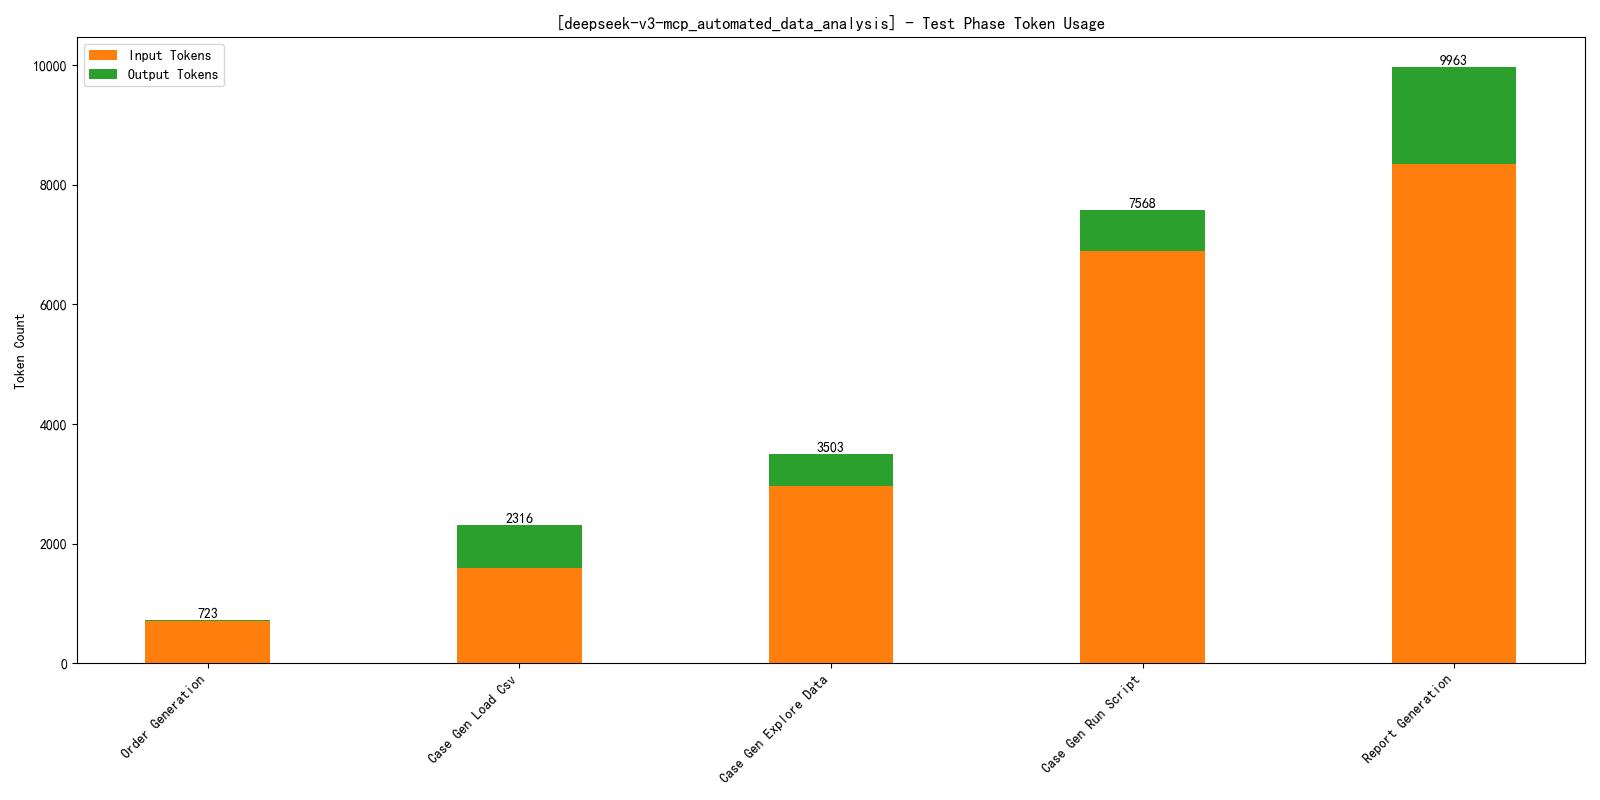 [deepseek-v3-mcp_automated_data_analysis] - Test Phase Token Usage
Input Tokens
Output Tokens
Token Count
10000
8000
6000
4000
2000
0
723
2316
3503
7568
9963
Order Generation
Case Gen Load Csv
Case Gen Explore Data
Case Gen Run Script
Report Generation